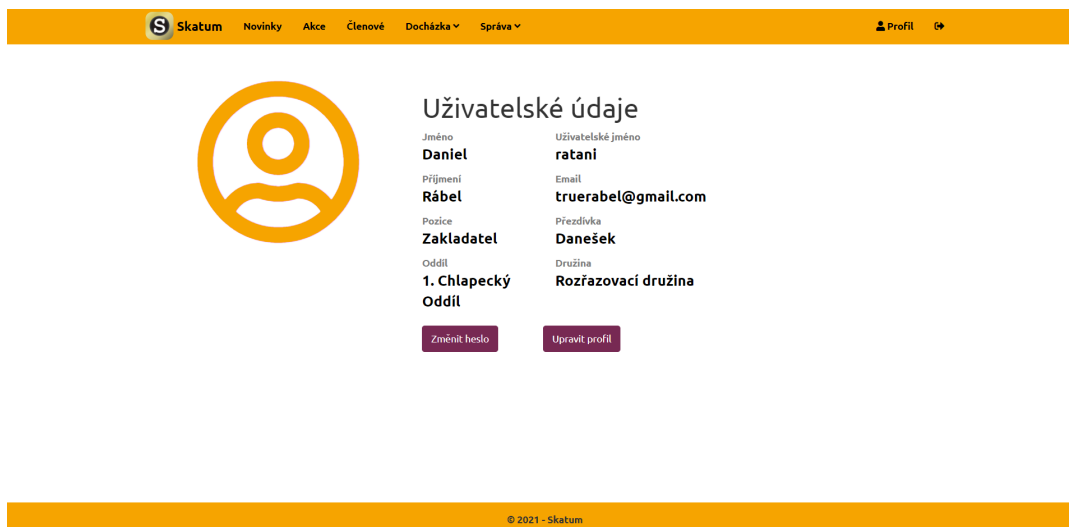 S Skatum Novinky Akce Členové Docházka Správa Profil
Uživatelské údaje
Jméno Uživatelské jméno
Daniel ratani
Příjmení Email
Rábel truerabel@gmail.com
Pozice Přezdívka
Zakladatel Danešek
Oddíl Družina
1. Chlapecký Rozřazovací družina
Oddíl
Změnit heslo Upravit profil
© 2021 - Skatum